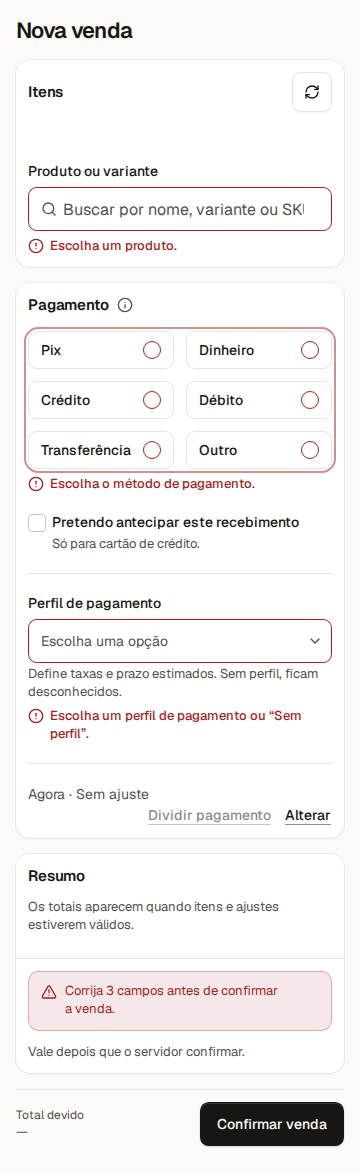 Nova venda
Itens
Produto ou variante
Buscar por nome, variante ou SKU
Escolha um produto.
Pagamento
Pix
Dinheiro
Crédito
Débito
Transferência
Outro
Escolha o método de pagamento.
Pretendo antecipar este recebimento
Só para cartão de crédito.
Perfil de pagamento
Escolha uma opção
Define taxas e prazo estimados. Sem perfil, ficam
desconhecidos.
Escolha um perfil de pagamento ou “Sem
perfil”.
Agora · Sem ajuste
Dividir pagamento Alterar
Resumo
Os totais aparecem quando itens e ajustes
estiverem válidos.
Corrija 3 campos antes de confirmar
a venda.
Vale depois que o servidor confirmar.
Total devido
—
Confirmar venda